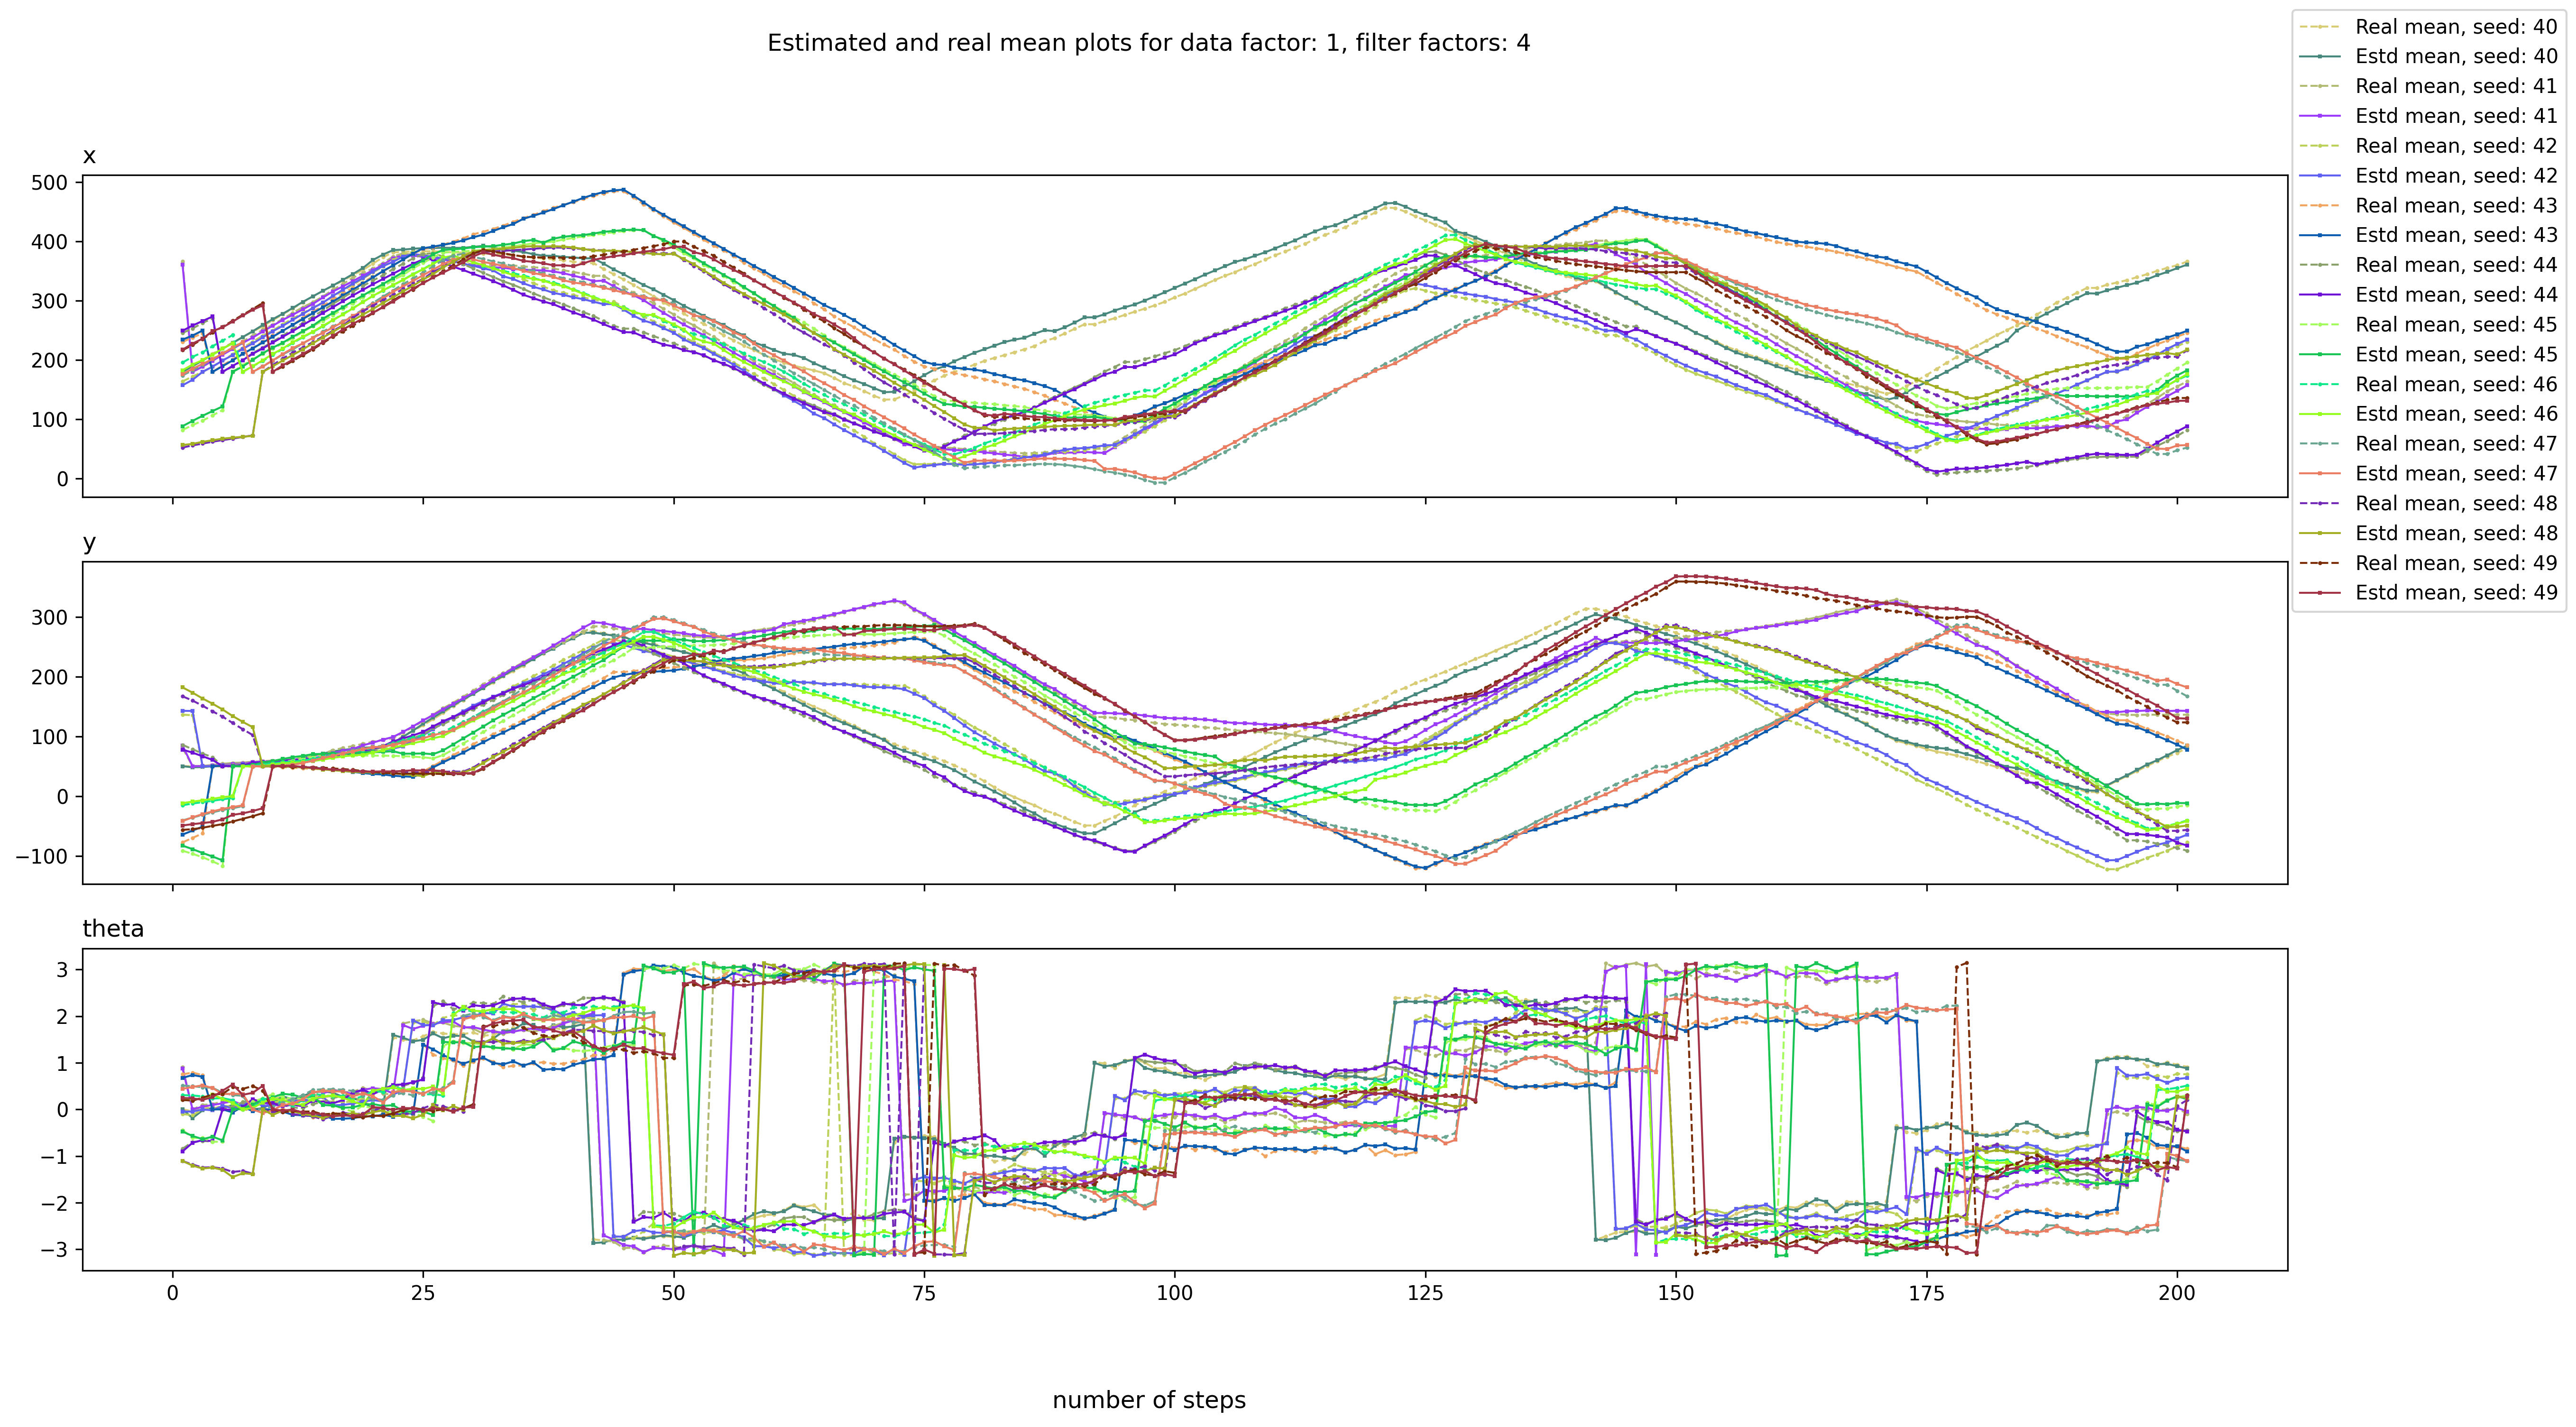 Estimated and real mean plots for data factor: 1, filter factors: 4
Real mean, seed: 40
Estd mean, seed: 40
Real mean, seed: 41
Estd mean, seed: 41
Real mean, seed: 42
Estd mean, seed: 42
Real mean, seed: 43
Estd mean, seed: 43
Real mean, seed: 44
Estd mean, seed: 44
Real mean, seed: 45
Estd mean, seed: 45
Real mean, seed: 46
Estd mean, seed: 46
Real mean, seed: 47
Estd mean, seed: 47
Real mean, seed: 48
Estd mean, seed: 48
Real mean, seed: 49
Estd mean, seed: 49
x
500
400
300
200
100
0
y
300
200
100
0
−100
theta
3
2
1
0
−1
−2
−3
0 25 50 75 100 125 150 175 200
number of steps